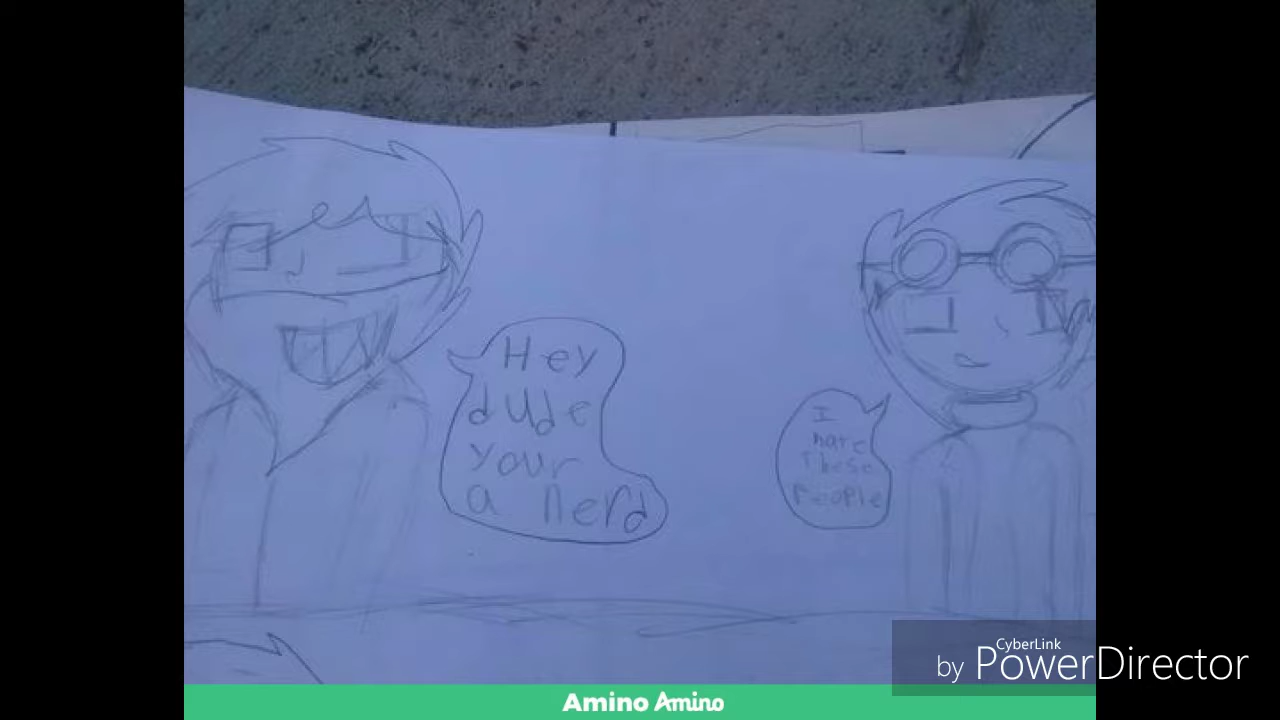 Hey
dude
your
a nerd
I
hate
These
People
CyberLink
by PowerDirector
Amino Amino